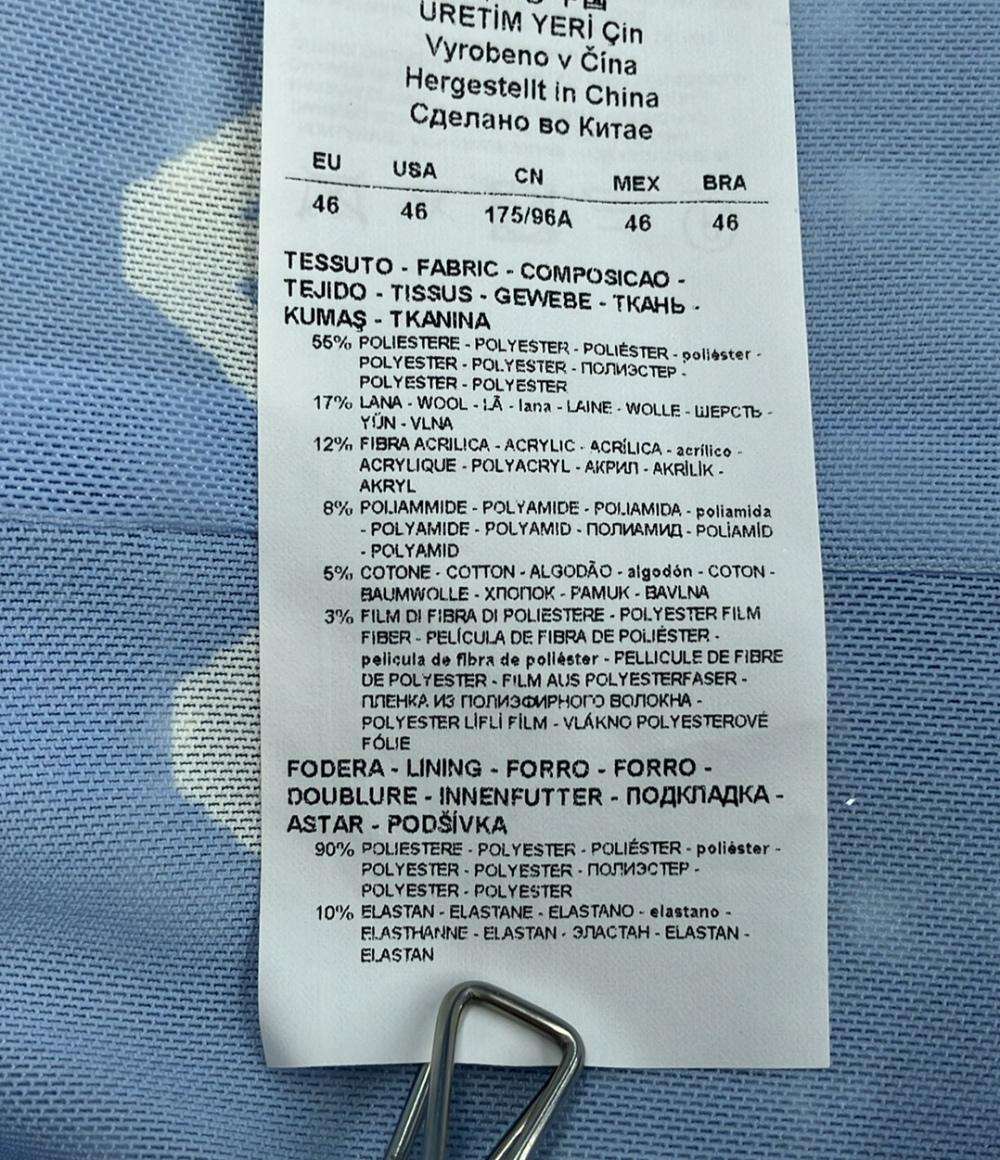 ÜRETİM YERİ Çin
Vyrobeno v Čína
Hergestellt in China
Сделано во Китае
EU USA CN MEX BRA
46 46 175/96A 46 46
TESSUTO - FABRIC - COMPOSICAO -
TEJIDO - TISSUS - GEWEBE - ТКАНЬ -
KUMAŞ - TKANINA
55% POLIESTERE - POLYESTER - POLIÉSTER - poliéster -
POLYESTER - POLYESTER - ПОЛИЭСТЕР -
POLYESTER - POLYESTER
17% LANA - WOOL - LÃ - lana - LAINE - WOLLE - ШЕРСТЬ -
YÜN - VLNA
12% FIBRA ACRILICA - ACRYLIC - ACRÍLICA - acrílico -
ACRYLIQUE - POLYACRYL - АКРИЛ - AKRİLİK -
AKRYL
8% POLIAMMIDE - POLYAMIDE - POLIAMIDA - poliamida
- POLYAMIDE - POLYAMID - ПОЛИАМИД - POLİAMİD
- POLYAMID
5% COTONE - COTTON - ALGODÃO - algodón - COTON -
BAUMWOLLE - ХЛОПОК - PAMUK - BAVLNA
3% FILM DI FIBRA DI POLIESTERE - POLYESTER FILM
FIBER - PELÍCULA DE FIBRA DE POLIÉSTER -
película de fibra de poliéster - PELLICULE DE FIBRE
DE POLYESTER - FILM AUS POLYESTERFASER -
ПЛЕНКА ИЗ ПОЛИЭФИРНОГО ВОЛОКНА -
POLYESTER LİFLİ FİLM - VLÁKNO POLYESTEROVÉ
FÓLIE
FODERA - LINING - FORRO - FORRO -
DOUBLURE - INNENFUTTER - ПОДКЛАДКА -
ASTAR - PODŠÍVKA
90% POLIESTERE - POLYESTER - POLIÉSTER - poliéster -
POLYESTER - POLYESTER - ПОЛИЭСТЕР -
POLYESTER - POLYESTER
10% ELASTAN - ELASTANE - ELASTANO - elastano -
ELASTHANNE - ELASTAN - ЭЛАСТАН - ELASTAN -
ELASTAN